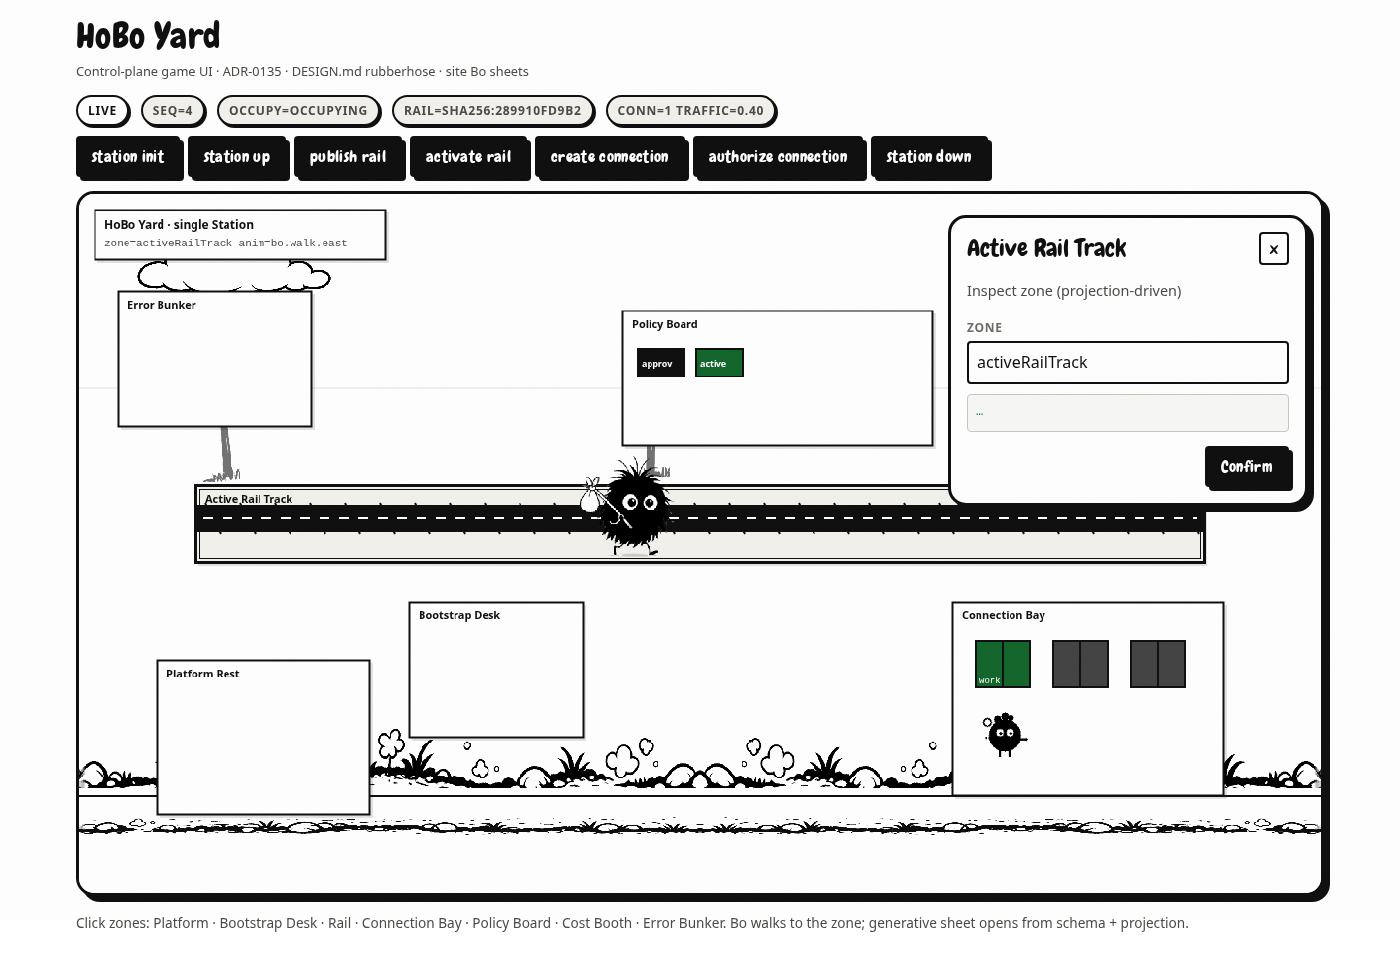 HoBo Yard
Control-plane game UI · ADR-0135 · DESIGN.md rubberhose · site Bo sheets
LIVE SEQ=4 OCCUPY=OCCUPYING RAIL=SHA256:289910FD9B2 CONN=1 TRAFFIC=0.40
station init station up publish rail activate rail create connection authorize connection station down
HoBo Yard · single Station
zone=activeRailTrack anim=bo.walk.east
Error Bunker
Policy Board
approv active
Active Rail Track
x
Inspect zone (projection-driven)
ZONE
activeRailTrack
…
Confirm
Active Rail Track
Bootstrap Desk
Connection Bay
work
Platform Rest
Click zones: Platform · Bootstrap Desk · Rail · Connection Bay · Policy Board · Cost Booth · Error Bunker. Bo walks to the zone; generative sheet opens from schema + projection.